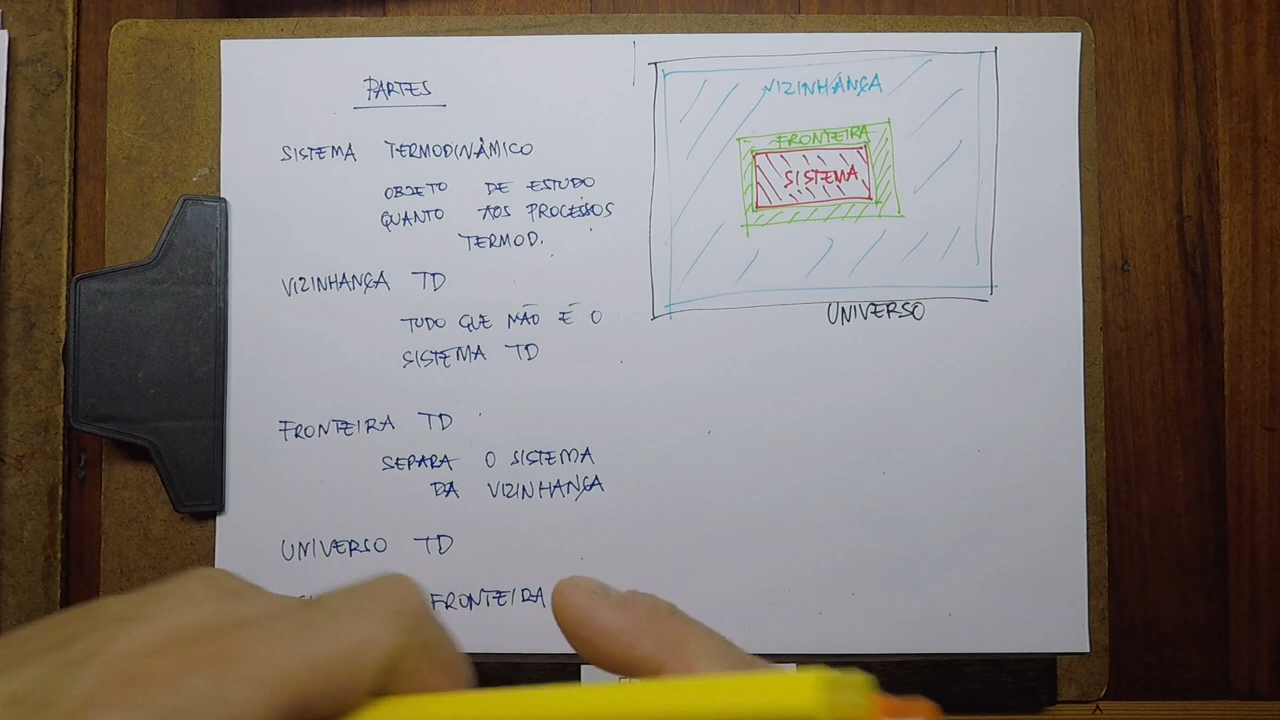 PARTES
SISTEMA TERMODINÂMICO
OBJETO DE ESTUDO
QUANTO AOS PROCESSOS
TERMOD.
VIZINHANÇA TD
TUDO QUE NÃO É O
SISTEMA TD
FRONTEIRA TD
SEPARA O SISTEMA
DA VIZINHANÇA
UNIVERSO TD
FRONTEIRA
VIZINHANÇA
FRONTEIRA
SISTEMA
UNIVERSO